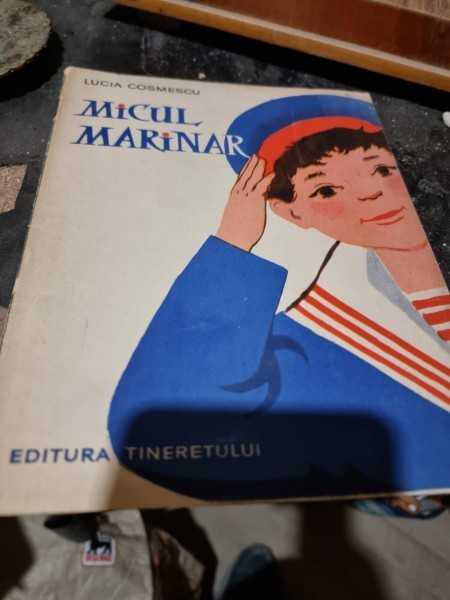 LUCIA COSMESCU
MiCUL
MARiNAR
EDITURA TINERETULUI